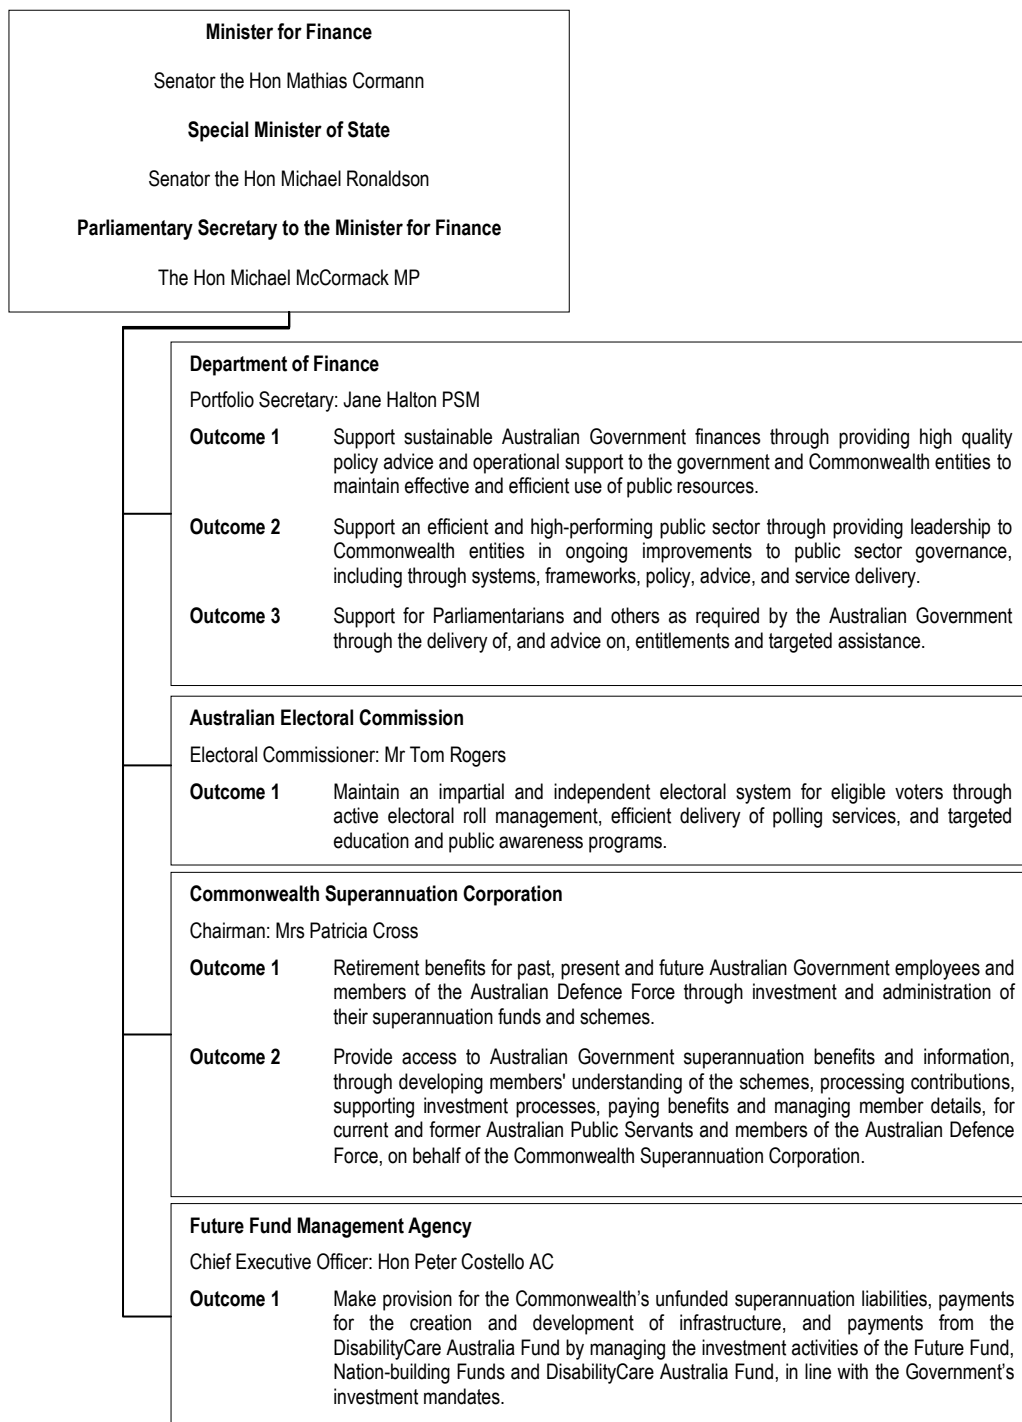 Minister for Finance
Senator the Hon Mathias Cormann
Special Minister of State
Senator the Hon Michael Ronaldson
Parliamentary Secretary to the Minister for Finance
The Hon Michael McCormack MP
Department of Finance
Portfolio Secretary: Jane Halton PSM
Outcome 1 Support sustainable Australian Government finances through providing high quality
policy advice and operational support to the government and Commonwealth entities to
maintain effective and efficient use of public resources.
Outcome 2 Support an efficient and high-performing public sector through providing leadership to
Commonwealth entities in ongoing improvements to public sector governance,
including through systems, frameworks, policy, advice, and service delivery.
Outcome 3 Support for Parliamentarians and others as required by the Australian Government
through the delivery of, and advice on, entitlements and targeted assistance.
Australian Electoral Commission
Electoral Commissioner: Mr Tom Rogers
Outcome 1 Maintain an impartial and independent electoral system for eligible voters through
active electoral roll management, efficient delivery of polling services, and targeted
education and public awareness programs.
Commonwealth Superannuation Corporation
Chairman: Mrs Patricia Cross
Outcome 1 Retirement benefits for past, present and future Australian Government employees and
members of the Australian Defence Force through investment and administration of
their superannuation funds and schemes.
Outcome 2 Provide access to Australian Government superannuation benefits and information,
through developing members' understanding of the schemes, processing contributions,
supporting investment processes, paying benefits and managing member details, for
current and former Australian Public Servants and members of the Australian Defence
Force, on behalf of the Commonwealth Superannuation Corporation.
Future Fund Management Agency
Chief Executive Officer: Hon Peter Costello AC
Outcome 1 Make provision for the Commonwealth's unfunded superannuation liabilities, payments
for the creation and development of infrastructure, and payments from the
DisabilityCare Australia Fund by managing the investment activities of the Future Fund,
Nation-building Funds and DisabilityCare Australia Fund, in line with the Government's
investment mandates.